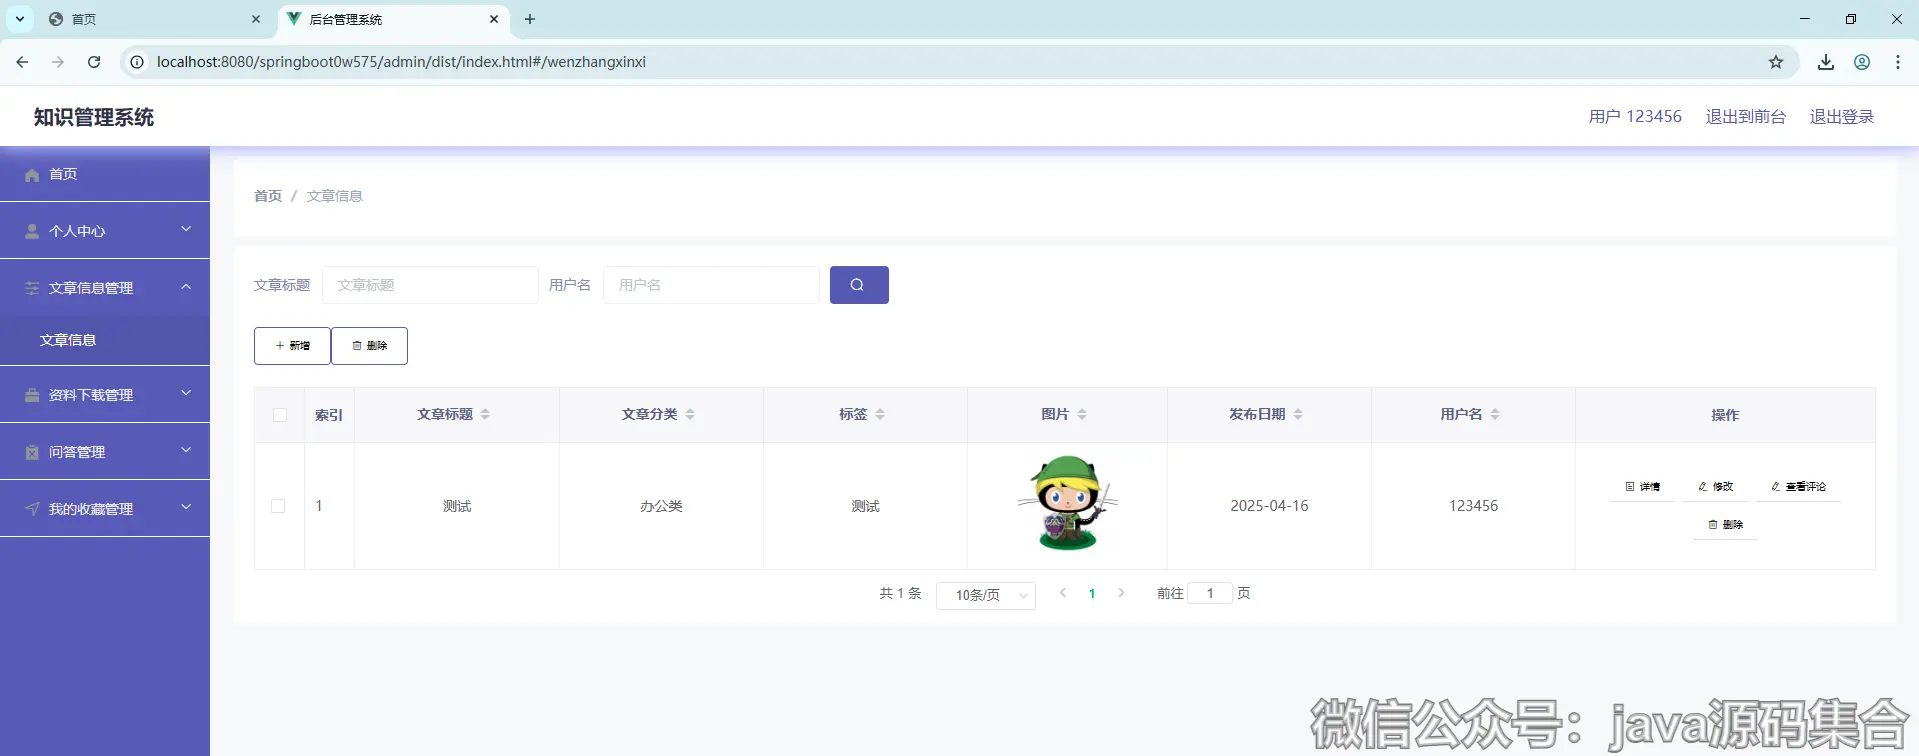 首页
后台管理系统
localhost:8080/springboot0w575/admin/dist/index.html#/wenzhangxinxi
知识管理系统
用户 123456 退出到前台 退出登录
首页
个人中心
文章信息管理
文章信息
资料下载管理
问答管理
我的收藏管理
首页 / 文章信息
文章标题 文章标题 用户名 用户名
新增 删除
索引 文章标题 文章分类 标签 图片 发布日期 用户名 操作
1 测试 办公类 测试 2025-04-16 123456 详情 修改 查看评论
删除
共 1 条 10条/页 1 前往 1 页
微信公众号：java源码集合